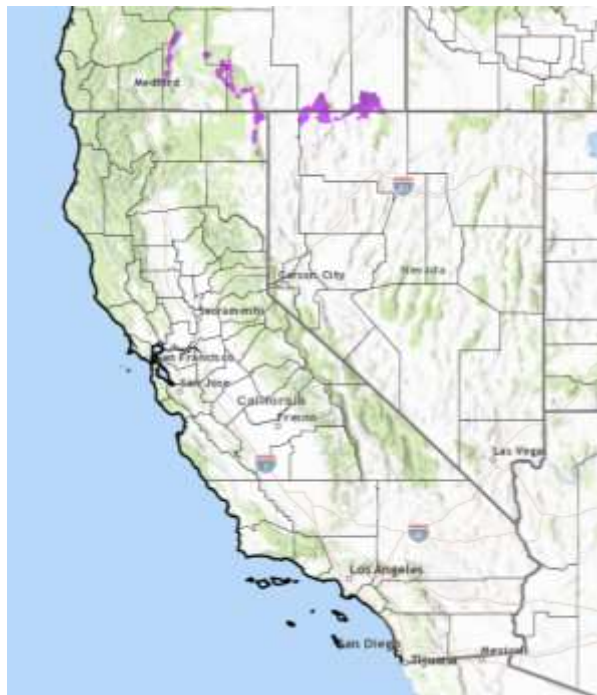 Medford
Carson City
Nevada
Sacramento
San Francisco
San Jose
California
Fresno
Las Vegas
Los Angeles
San Diego
Tijuana
Mexicali